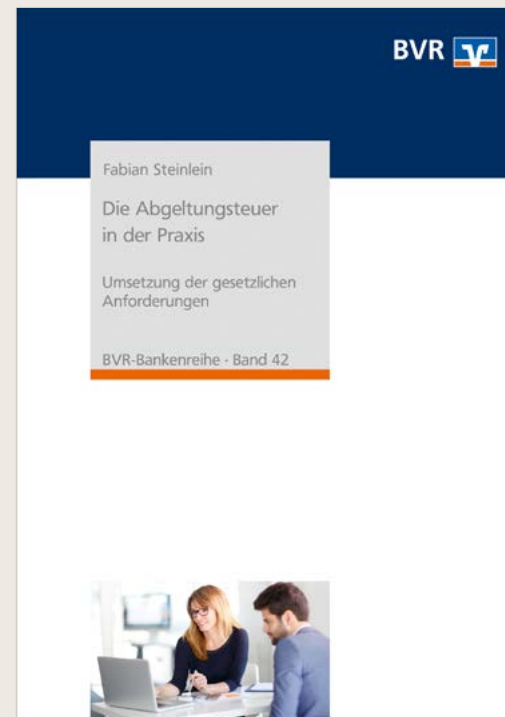 BVR
Fabian Steinlein
Die Abgeltungsteuer
in der Praxis
Umsetzung der gesetzlichen
Anforderungen
BVR-Bankenreihe · Band 42